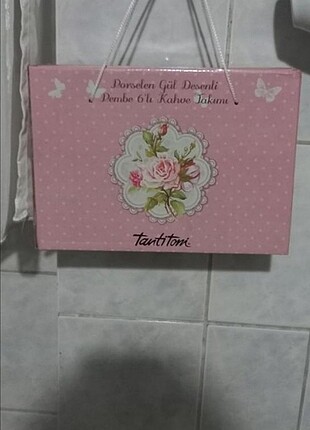 Porselen Gül Desenli
Pembe 6'lı Kahve Takımı
TantiToni